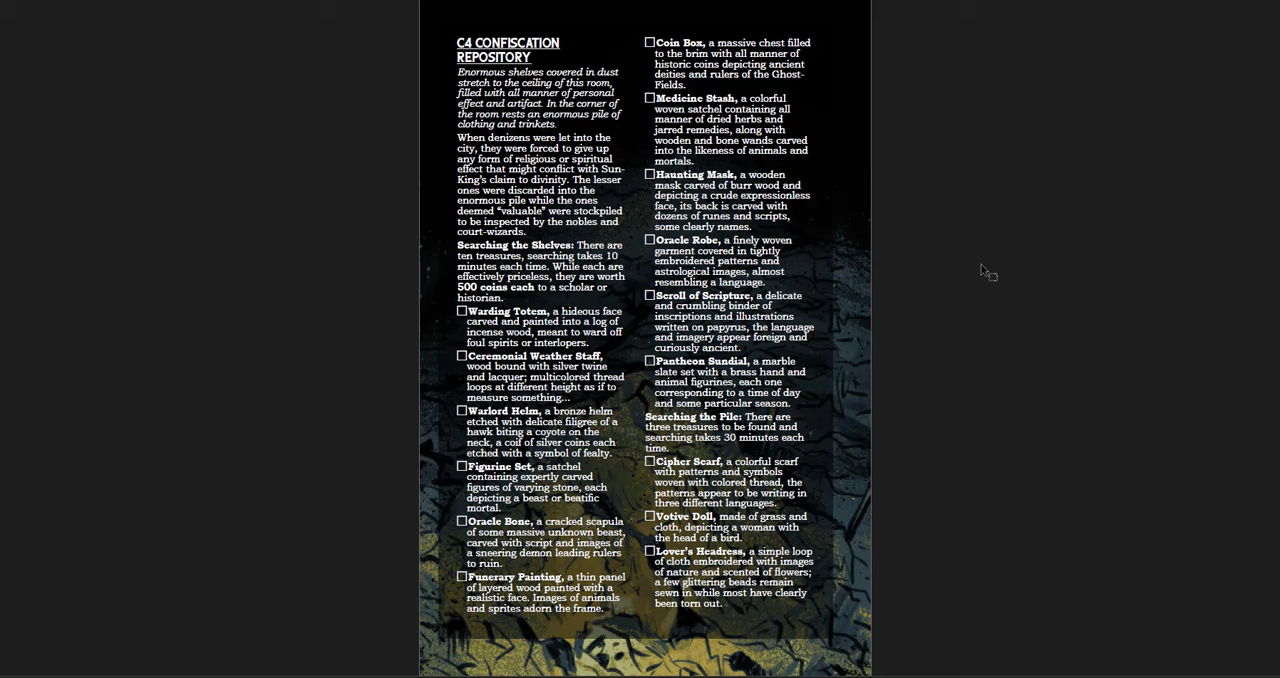 C4 CONFISCATION
REPOSITORY
Enormous shelves covered in dust
stretch to the ceiling of this room,
filled with all manner of personal
effect and artifact. In the corner of
the room rests an enormous pile of
clothing and trinkets.
When denizens were let into the
city, they were forced to give up
any form of religious or spiritual
effect that might conflict with Sun-
King's claim to divinity. The lesser
ones were discarded into the
enormous pile while the ones
deemed "valuable" were stockpiled
to be inspected by the nobles and
court-wizards.
Searching the Shelves: There are
ten treasures, searching takes 10
minutes each time. While each are
effectively priceless, they are worth
500 coins each to a scholar or
historian.
☐Warding Totem, a hideous face
carved and painted into a log of
incense wood, meant to ward off
foul spirits or interlopers.
☐Ceremonial Weather Staff,
wood bound with silver twine
and lacquer; multicolored thread
loops at different height as if to
measure something...
☐Warlord Helm, a bronze helm
etched with delicate filigree of a
hawk biting a coyote on the
neck, a coif of silver coins each
etched with a symbol of fealty.
☐Figurine Set, a satchel
containing expertly carved
figures of varying stone, each
depicting a beast or beatific
mortal.
☐Oracle Bone, a cracked scapula
of some massive unknown beast,
carved with script and images of
a sneering demon leading rulers
to ruin.
☐Funerary Painting, a thin panel
of layered wood painted with a
realistic face. Images of animals
and sprites adorn the frame.
☐Coin Box, a massive chest filled
to the brim with all manner of
historic coins depicting ancient
deities and rulers of the Ghost-
Fields.
☐Medicine Stash, a colorful
woven satchel containing all
manner of dried herbs and
jarred remedies, along with
wooden and bone wands carved
into the likeness of animals and
mortals.
☐Haunting Mask, a wooden
mask carved of burr wood and
depicting a crude expressionless
face, its back is carved with
dozens of runes and scripts,
some clearly names.
☐Oracle Robe, a finely woven
garment covered in tightly
embroidered patterns and
astrological images, almost
resembling a language.
☐Scroll of Scripture, a delicate
and crumbling binder of
inscriptions and illustrations
written on papyrus, the language
and imagery appear foreign and
curiously ancient.
☐Pantheon Sundial, a marble
slate set with a brass hand and
animal figurines, each one
corresponding to a time of day
and some particular season.
Searching the Pile: There are
three treasures to be found and
searching takes 30 minutes each
time.
☐Cipher Scarf, a colorful scarf
with patterns and symbols
woven with colored thread, the
patterns appear to be writing in
three different languages.
☐Votive Doll, made of grass and
cloth, depicting a woman with
the head of a bird.
☐Lover's Headress, a simple loop
of cloth embroidered with images
of nature and scented of flowers;
a few glittering beads remain
sewn in while most have clearly
been torn out.